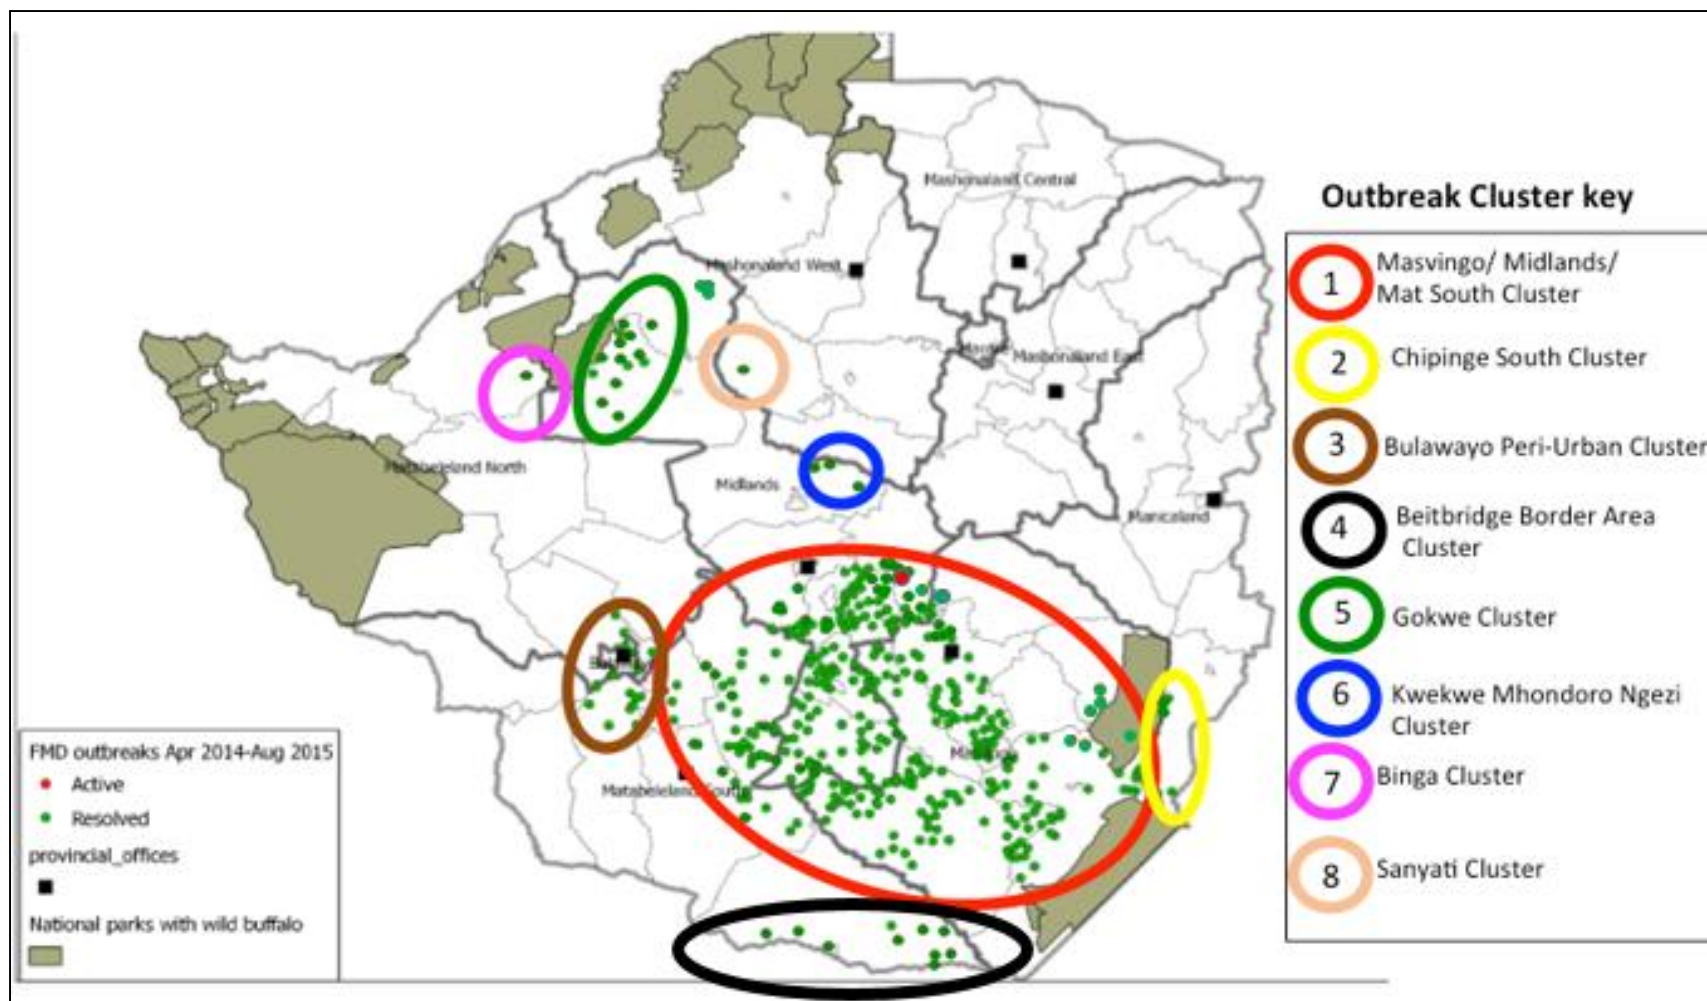 Mashonaland Central
Outbreak Cluster key
1
Masvingo/ Midlands/
Mat South Cluster
2
Chipinge South Cluster
3
Bulawayo Peri-Urban Cluster
4
Beitbridge Border Area
Cluster
5
Gokwe Cluster
6
Kwekwe Mhondoro Ngezi
Cluster
7
Binga Cluster
8
Sanyati Cluster
Mashonaland West
Mashonaland East
Matabeleland North
Midlands
Manicaland
Matabeleland South
FMD outbreaks Apr 2014-Aug 2015
Active
Resolved
provincial_offices
National parks with wild buffalo